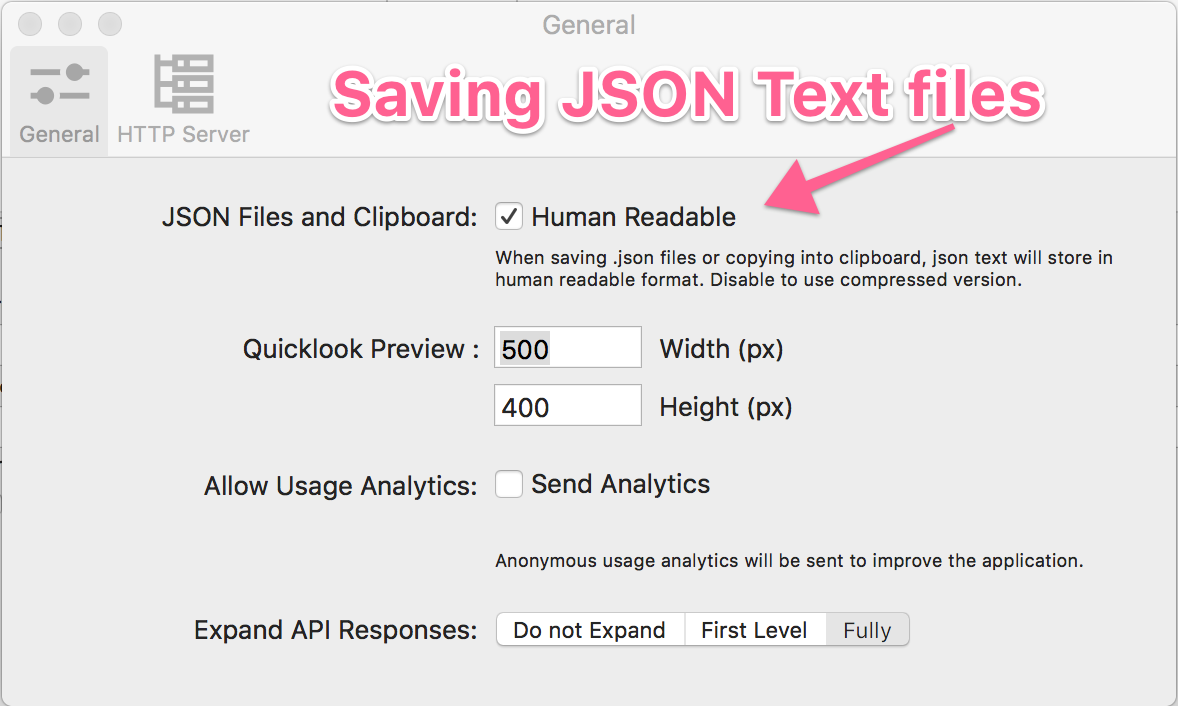 General
General
HTTP Server
Saving JSON Text files
JSON Files and Clipboard:
Human Readable
When saving .json files or copying into clipboard, json text will store in
human readable format. Disable to use compressed version.
Quicklook Preview :
500
Width (px)
400
Height (px)
Allow Usage Analytics:
Send Analytics
Anonymous usage analytics will be sent to improve the application.
Expand API Responses:
Do not Expand
First Level
Fully